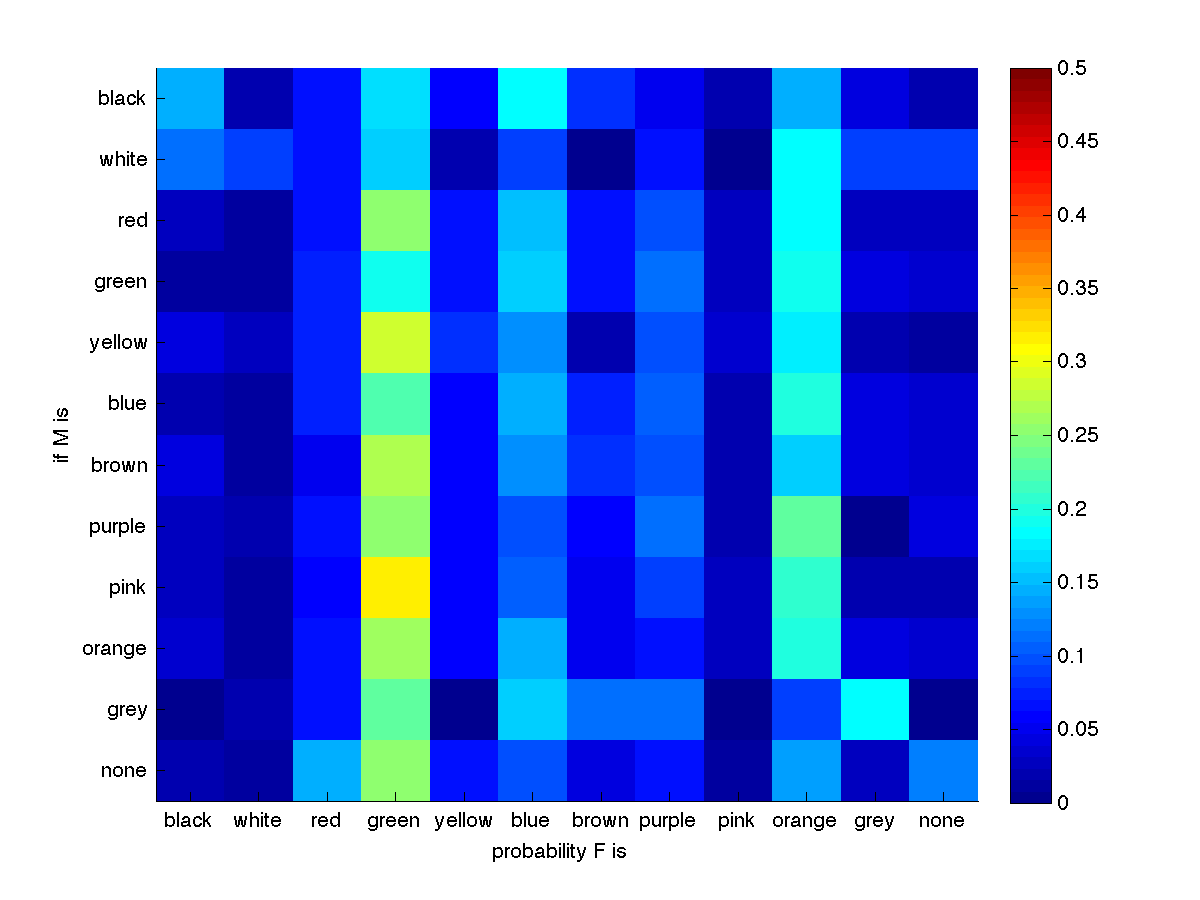 black
white
red
green
yellow
blue
brown
purple
pink
orange
grey
none
if M is
black white red green yellow blue brown purple pink orange grey none
probability F is
0.5
0.45
0.4
0.35
0.3
0.25
0.2
0.15
0.1
0.05
0